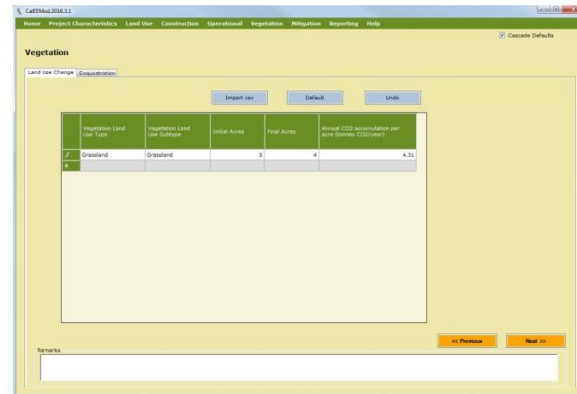 CalEEMod.2016.3.1
Home Project Characteristics Land Use Construction Operational Vegetation Mitigation Reporting Help
Cascade Defaults
Vegetation
Land Use Change Sequestration
Import csv Default Undo
Vegetation Land Use Type Vegetation Land Use Subtype Initial Acres Final Acres Annual CO2 accumulation per acre (tonnes CO2/year)
Grassland Grassland 5 4 4.31
<< Previous Next >>
Remarks